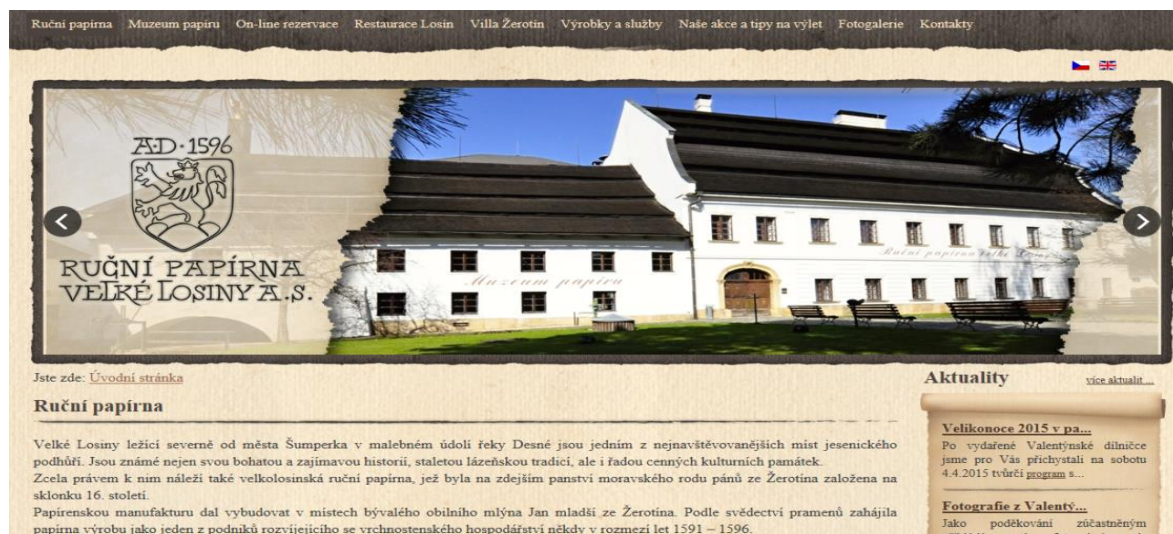 Ruční papírna Muzeum papíru On-line rezervace Restaurace Losin Villa Žerotín Výrobky a služby Naše akce a tipy na výlet Fotogalerie Kontakty
A.D. 1596
RUČNÍ PAPÍRNA
VELKÉ LOSINY A.S.
Muzeum papíru
Ruční papírna Velké Losiny
Jste zde: Úvodní stránka
Ruční papírna
Velké Losiny ležící severně od města Šumperka v malebném údolí řeky Desné jsou jedním z nejnavštěvovanějších míst jesenického
podhůří. Jsou známé nejen svou bohatou a zajímavou historií, staletou lázeňskou tradicí, ale i řadou cenných kulturních památek.
Zcela právem k nim náleží také velkolosinská ruční papírna, jež byla na zdejším panství moravského rodu pánů ze Žerotína založena na
sklonku 16. století.
Papírenskou manufakturu dal vybudovat v místech bývalého obilního mlýna Jan mladší ze Žerotína. Podle svědectví pramenů zahájila
papírna výrobu jako jeden z podniků rozvíjejícího se vrchnostenského hospodářství někdy v rozmezí let 1591 – 1596.
Aktuality
více aktualit ...
Velikonoce 2015 v pa...
Po vydařené Valentýnské dílničce
jsme pro Vás přichystali na sobotu
4.4.2015 tvůrčí program s...
Fotografie z Valentý...
Jako poděkování zúčastněným